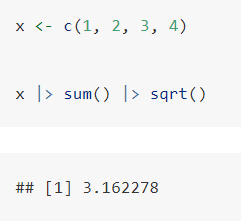 x <- c(1, 2, 3, 4)
x |> sum() |> sqrt()
## [1] 3.162278